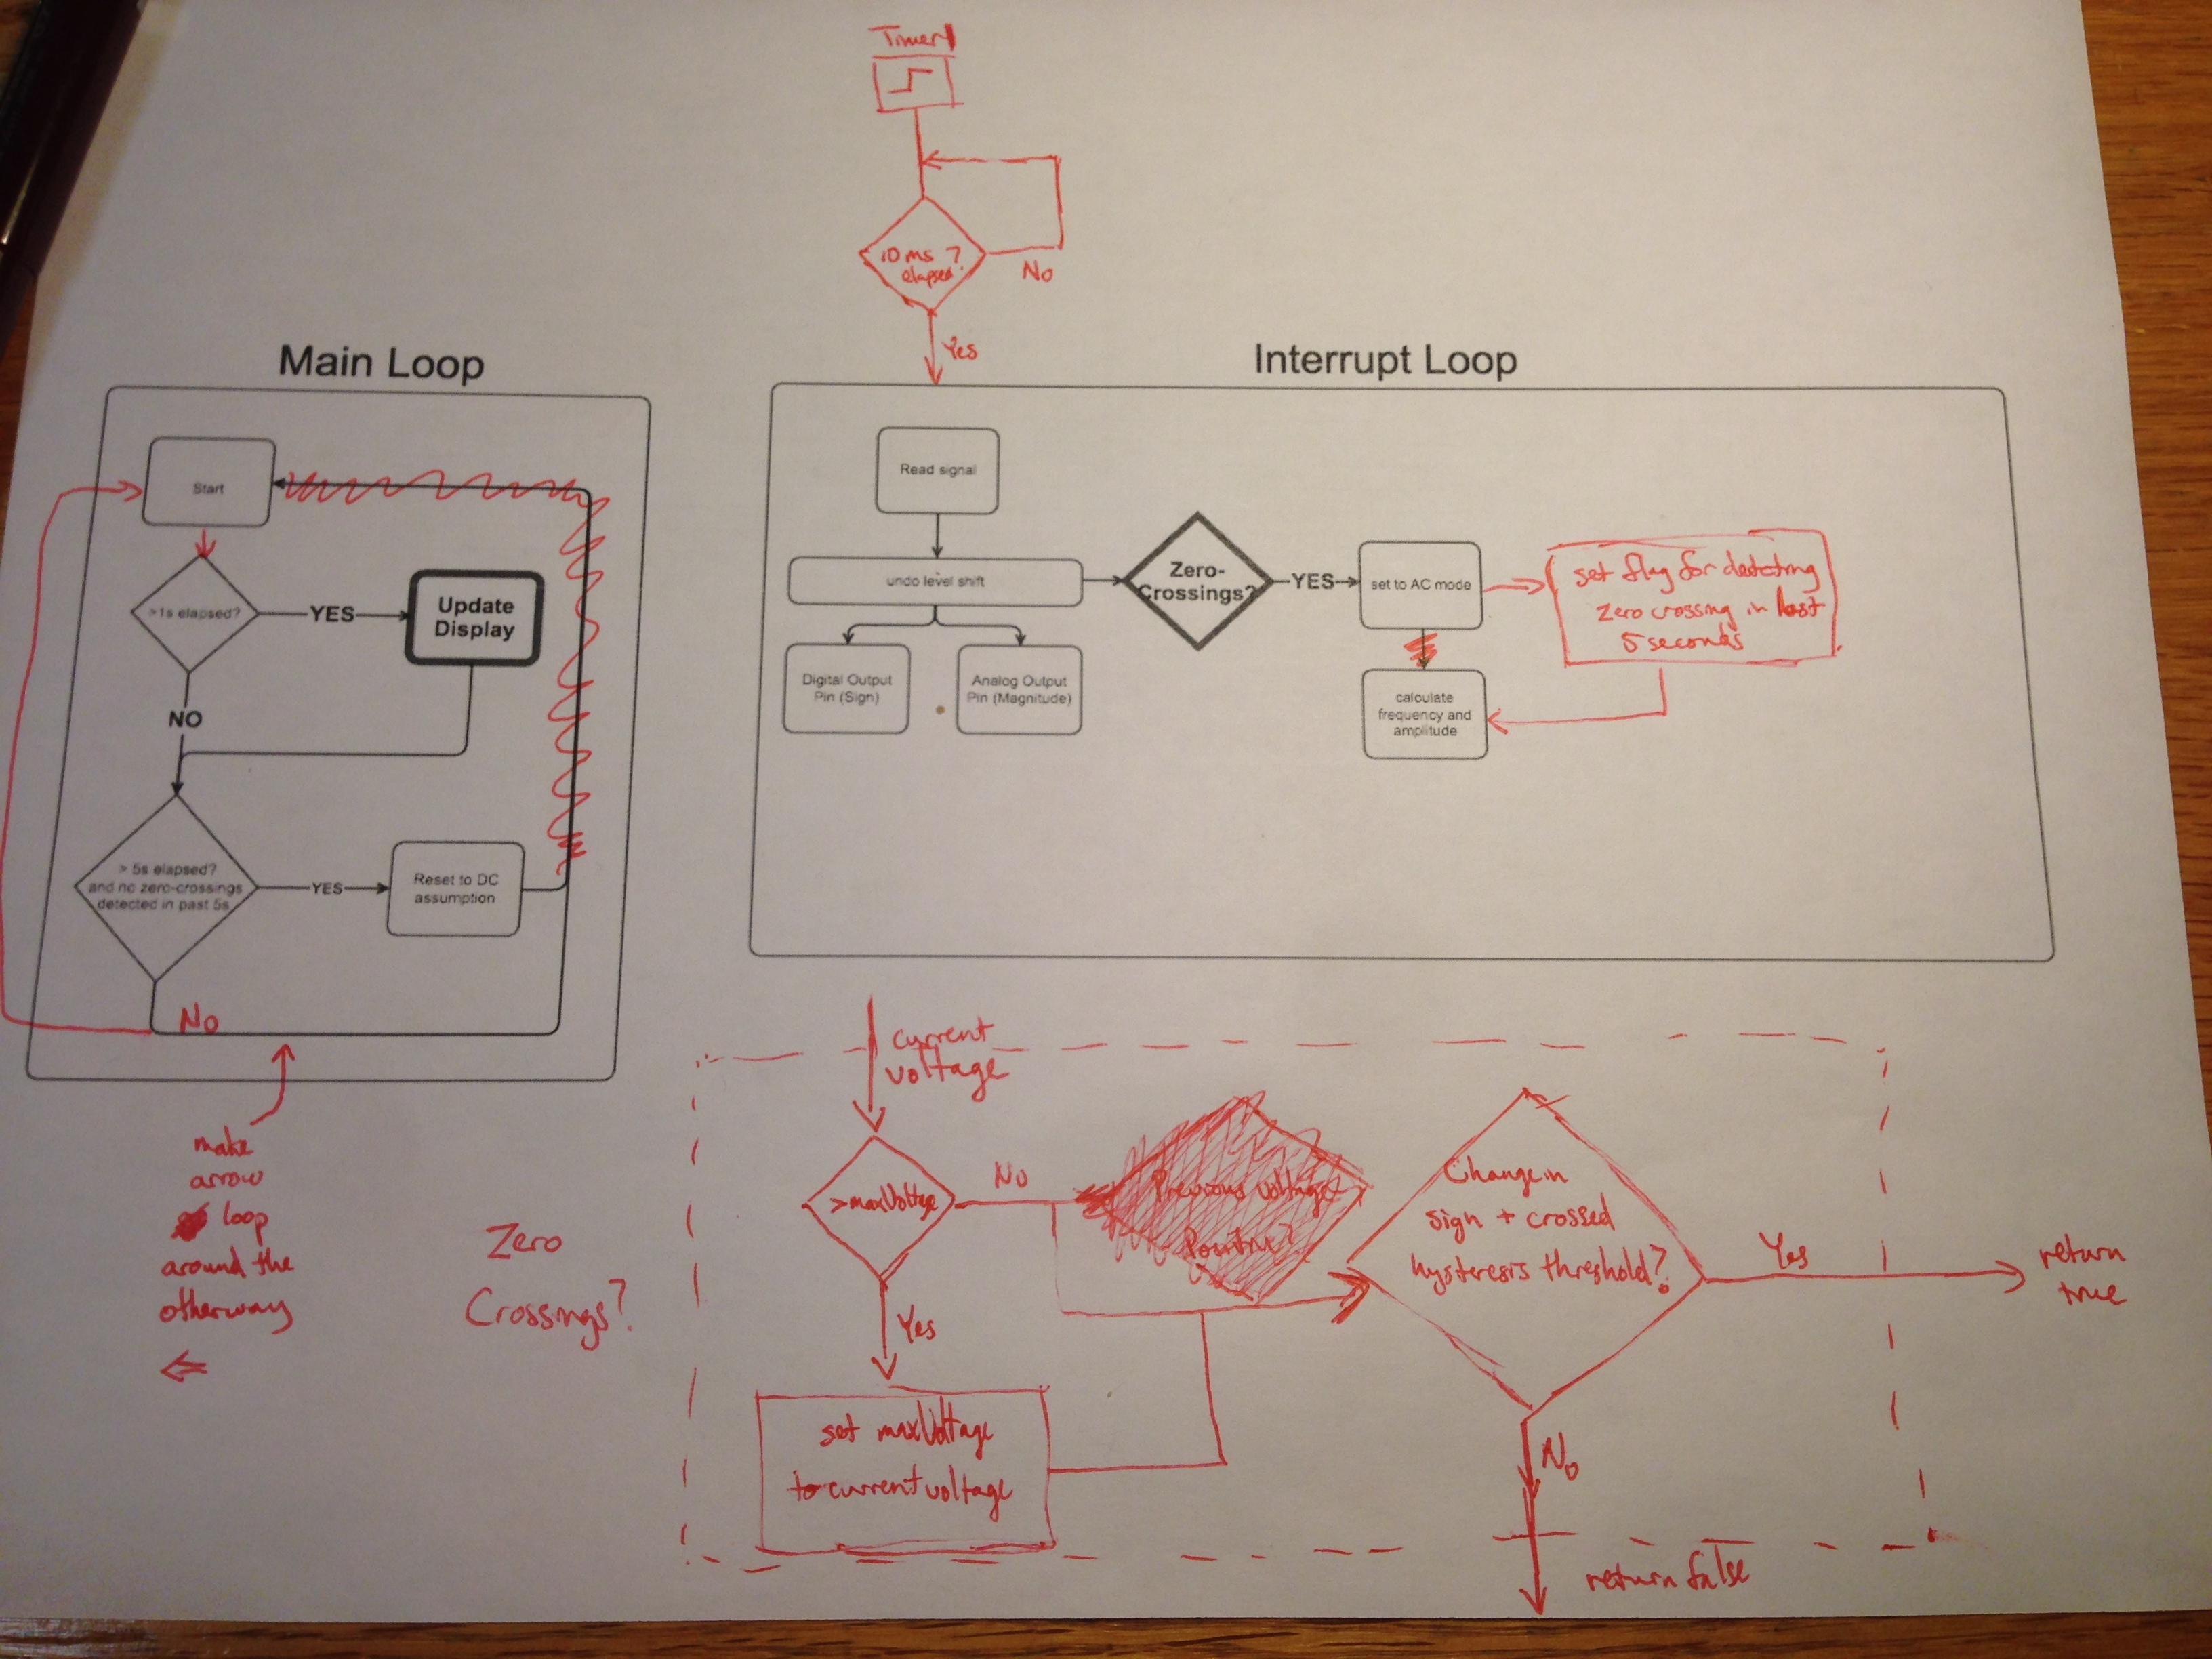 Timer1
10 ms ?
elapsed?
No
Yes
Main Loop
Start
>1s elapsed?
YES
Update
Display
NO
> 5s elapsed?
and no zero-crossings
detected in past 5s
YES
Reset to DC
assumption
No
make
arrow
loop
around the
otherway
Interrupt Loop
Read signal
undo level shift
Digital Output
Pin (Sign)
Analog Output
Pin (Magnitude)
Zero-
Crossings?
YES
set to AC mode
set flag for detecting
zero crossing in last
5 seconds
calculate
frequency and
amplitude
Zero
Crossings?
current
voltage
>maxVoltage
No
Yes
set maxVoltage
to current voltage
Previous voltage
Positive?
Change in
sign + crossed
hysteresis threshold?
Yes
return
true
No
return false